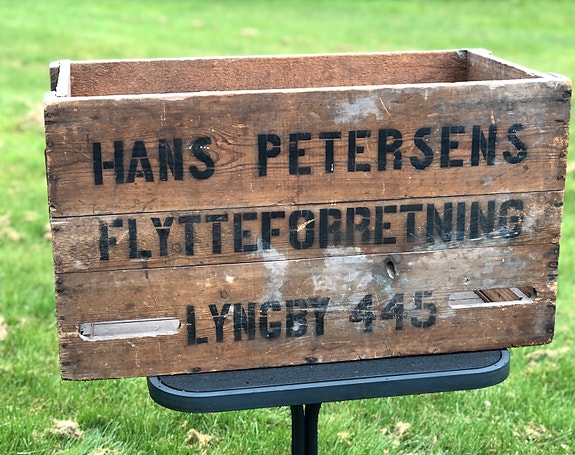 HANS PETERSENS
FLYTTEFORRETNING
LYNGBY 445